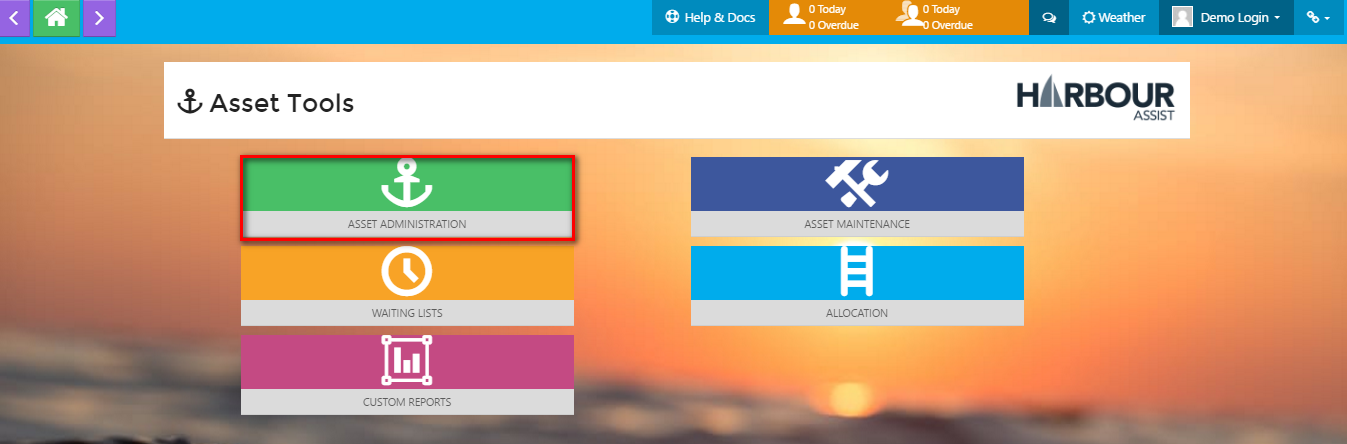 Help & Docs
0 Today
0 Overdue
0 Today
0 Overdue
Weather
Demo Login
Asset Tools
HARBOUR
ASSIST
ASSET ADMINISTRATION
ASSET MAINTENANCE
WAITING LISTS
ALLOCATION
CUSTOM REPORTS